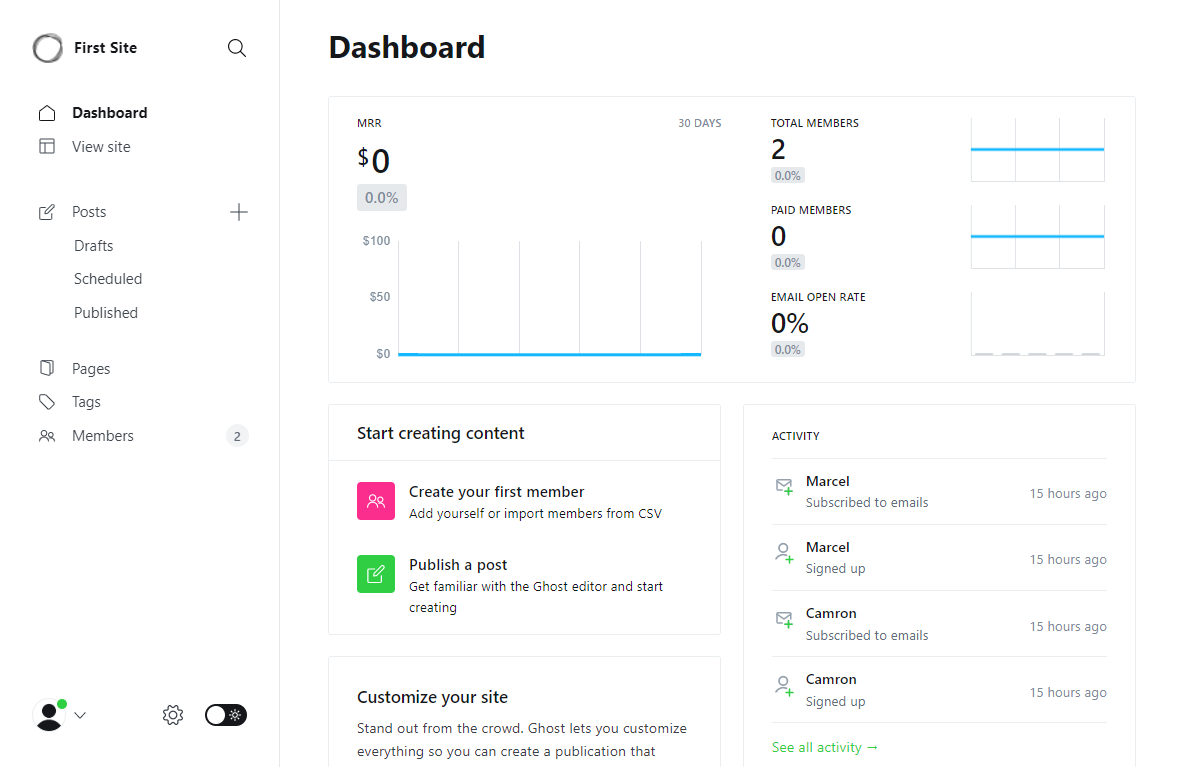 First Site
Dashboard
View site
Posts
Drafts
Scheduled
Published
Pages
Tags
Members 2
Dashboard
MRR 30 DAYS
$0
0.0%
$100
$50
$0
TOTAL MEMBERS
2
0.0%
PAID MEMBERS
0
0.0%
EMAIL OPEN RATE
0%
0.0%
Start creating content
Create your first member
Add yourself or import members from CSV
Publish a post
Get familiar with the Ghost editor and start
creating
Customize your site
Stand out from the crowd. Ghost lets you customize
everything so you can create a publication that
ACTIVITY
Marcel
Subscribed to emails
15 hours ago
Marcel
Signed up
15 hours ago
Camron
Subscribed to emails
15 hours ago
Camron
Signed up
15 hours ago
See all activity →